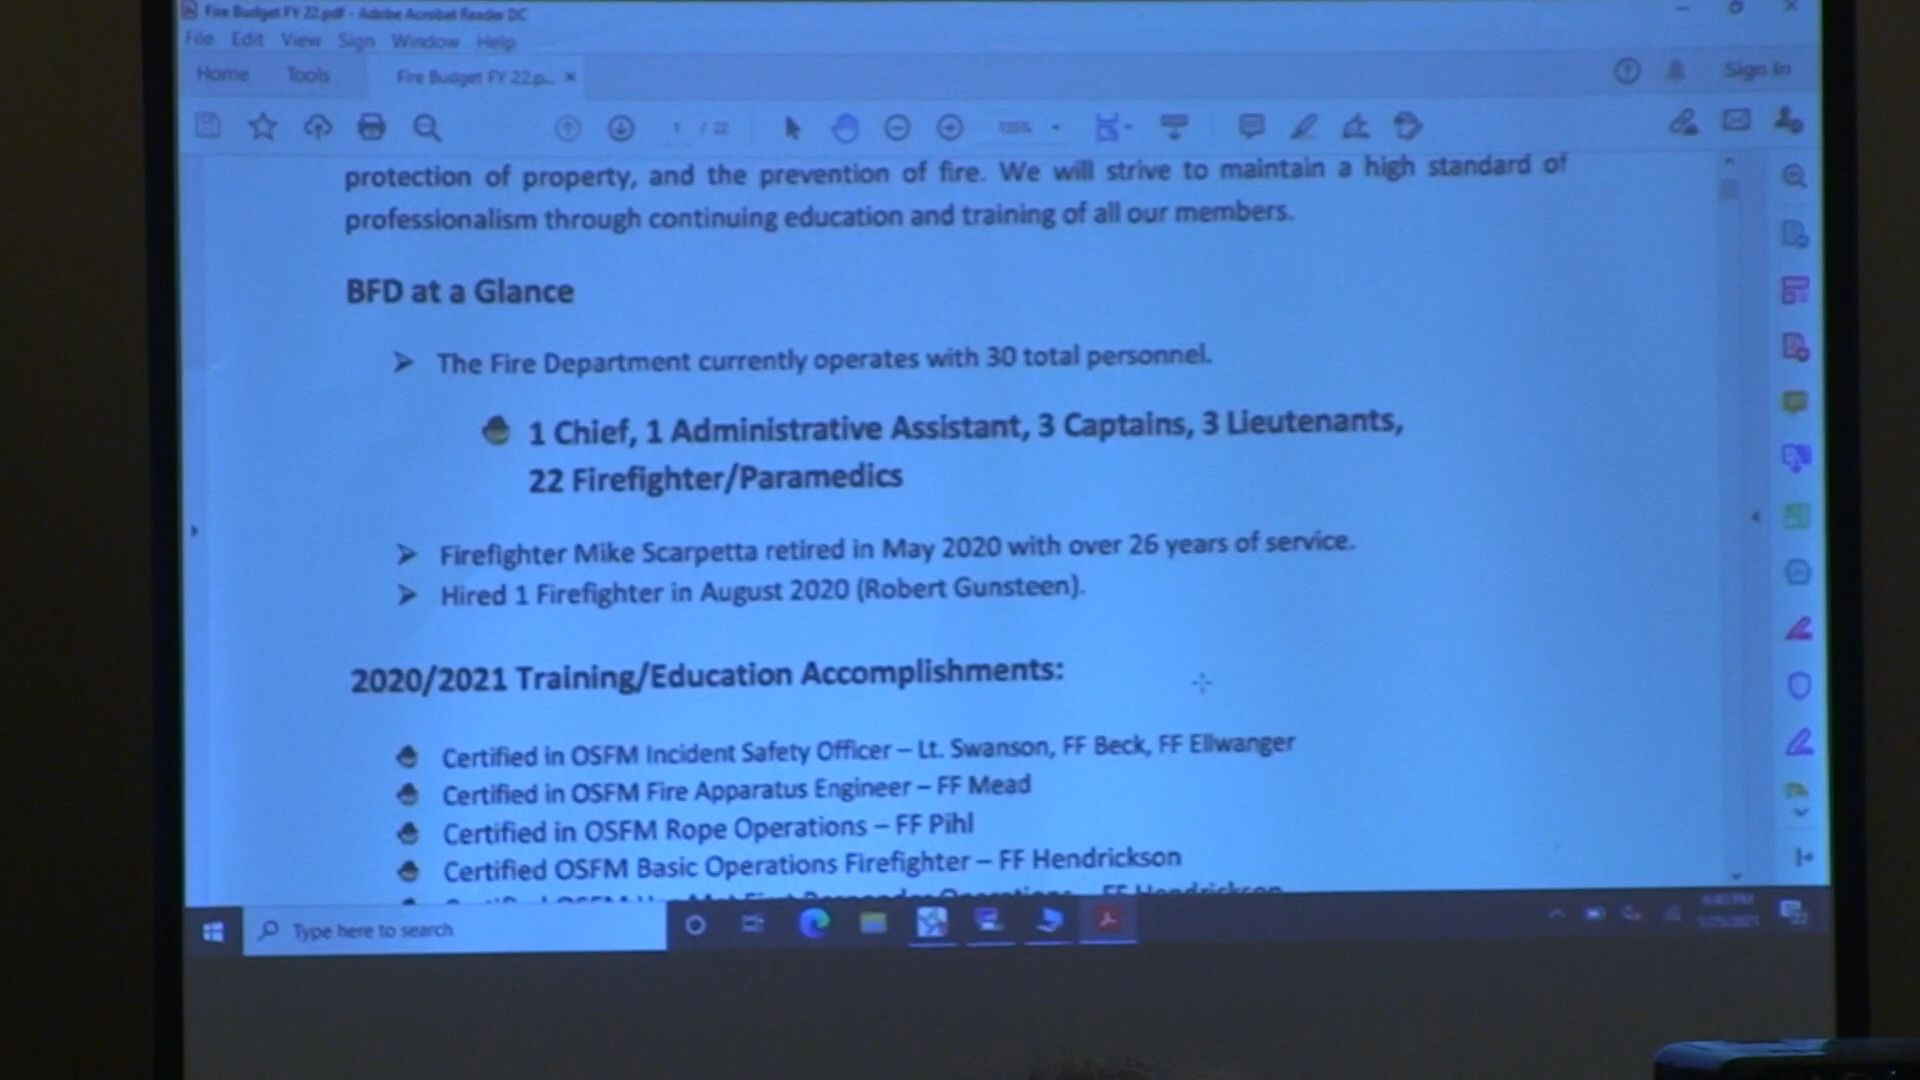 Fire Budget FY 22.pdf - Adobe Acrobat Reader DC
File Edit View Sign Window Help
Home Tools Fire Budget FY 22.p... × Sign In
1 / 22
protection of property, and the prevention of fire. We will strive to maintain a high standard of
professionalism through continuing education and training of all our members.
BFD at a Glance
The Fire Department currently operates with 30 total personnel.
1 Chief, 1 Administrative Assistant, 3 Captains, 3 Lieutenants,
22 Firefighter/Paramedics
Firefighter Mike Scarpetta retired in May 2020 with over 26 years of service.
Hired 1 Firefighter in August 2020 (Robert Gunsteen).
2020/2021 Training/Education Accomplishments:
Certified in OSFM Incident Safety Officer – Lt. Swanson, FF Beck, FF Ellwanger
Certified in OSFM Fire Apparatus Engineer – FF Mead
Certified in OSFM Rope Operations – FF Pihl
Certified OSFM Basic Operations Firefighter – FF Hendrickson
Type here to search